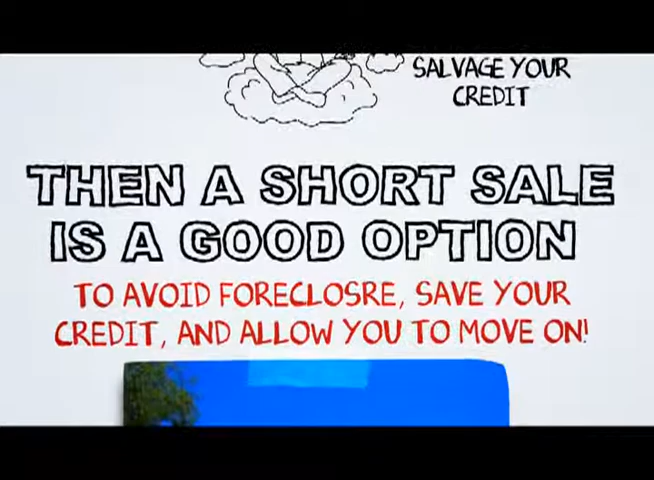 SALVAGE YOUR
CREDIT
THEN A SHORT SALE
IS A GOOD OPTION
TO AVOID FORECLOSRE, SAVE YOUR
CREDIT, AND ALLOW YOU TO MOVE ON!